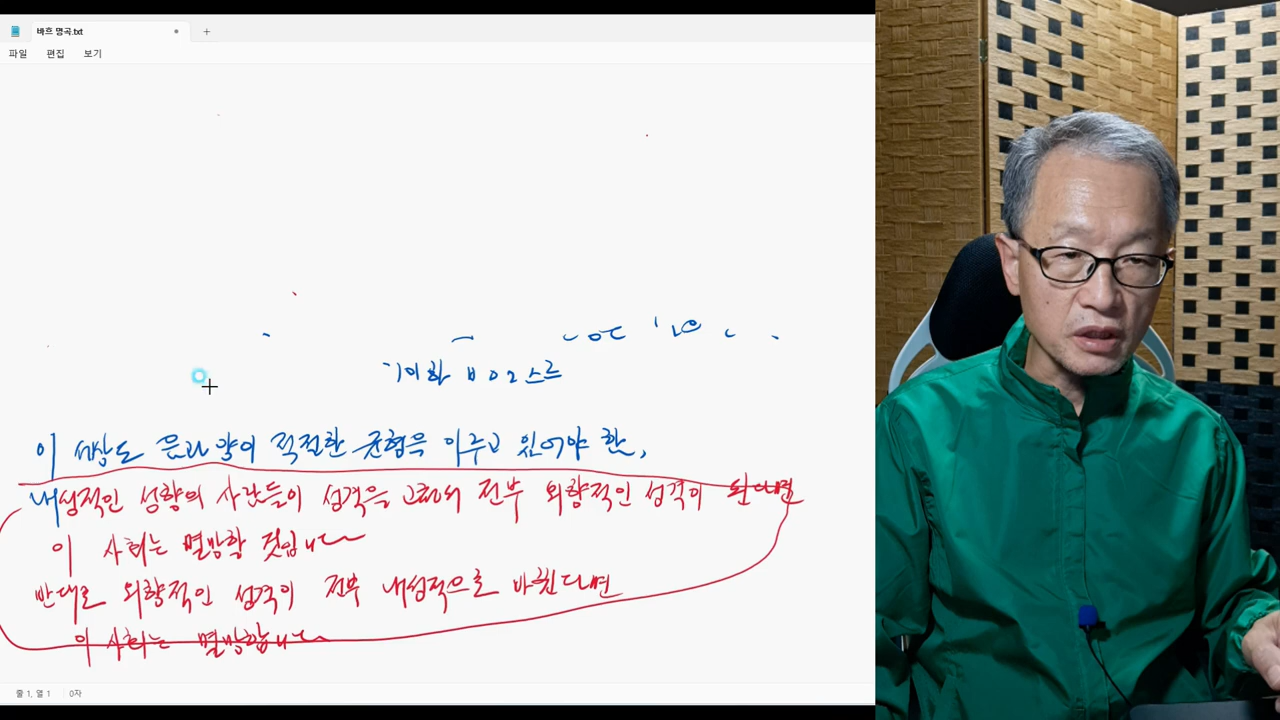 바흐 명곡.txt
파일 편집 보기
이 세상도 음과 양이 적절한 균형을 이루고 있어야 한,
내성적인 성향의 사람들이 성격을 고쳐서 전부 외향적인 성격이 된다면
이 사회는 멸망할 것입니다
반대로 외향적인 성격이 전부 내성적으로 바뀐다면
이 사회는 멸망합니다
줄 1, 열 1 0자